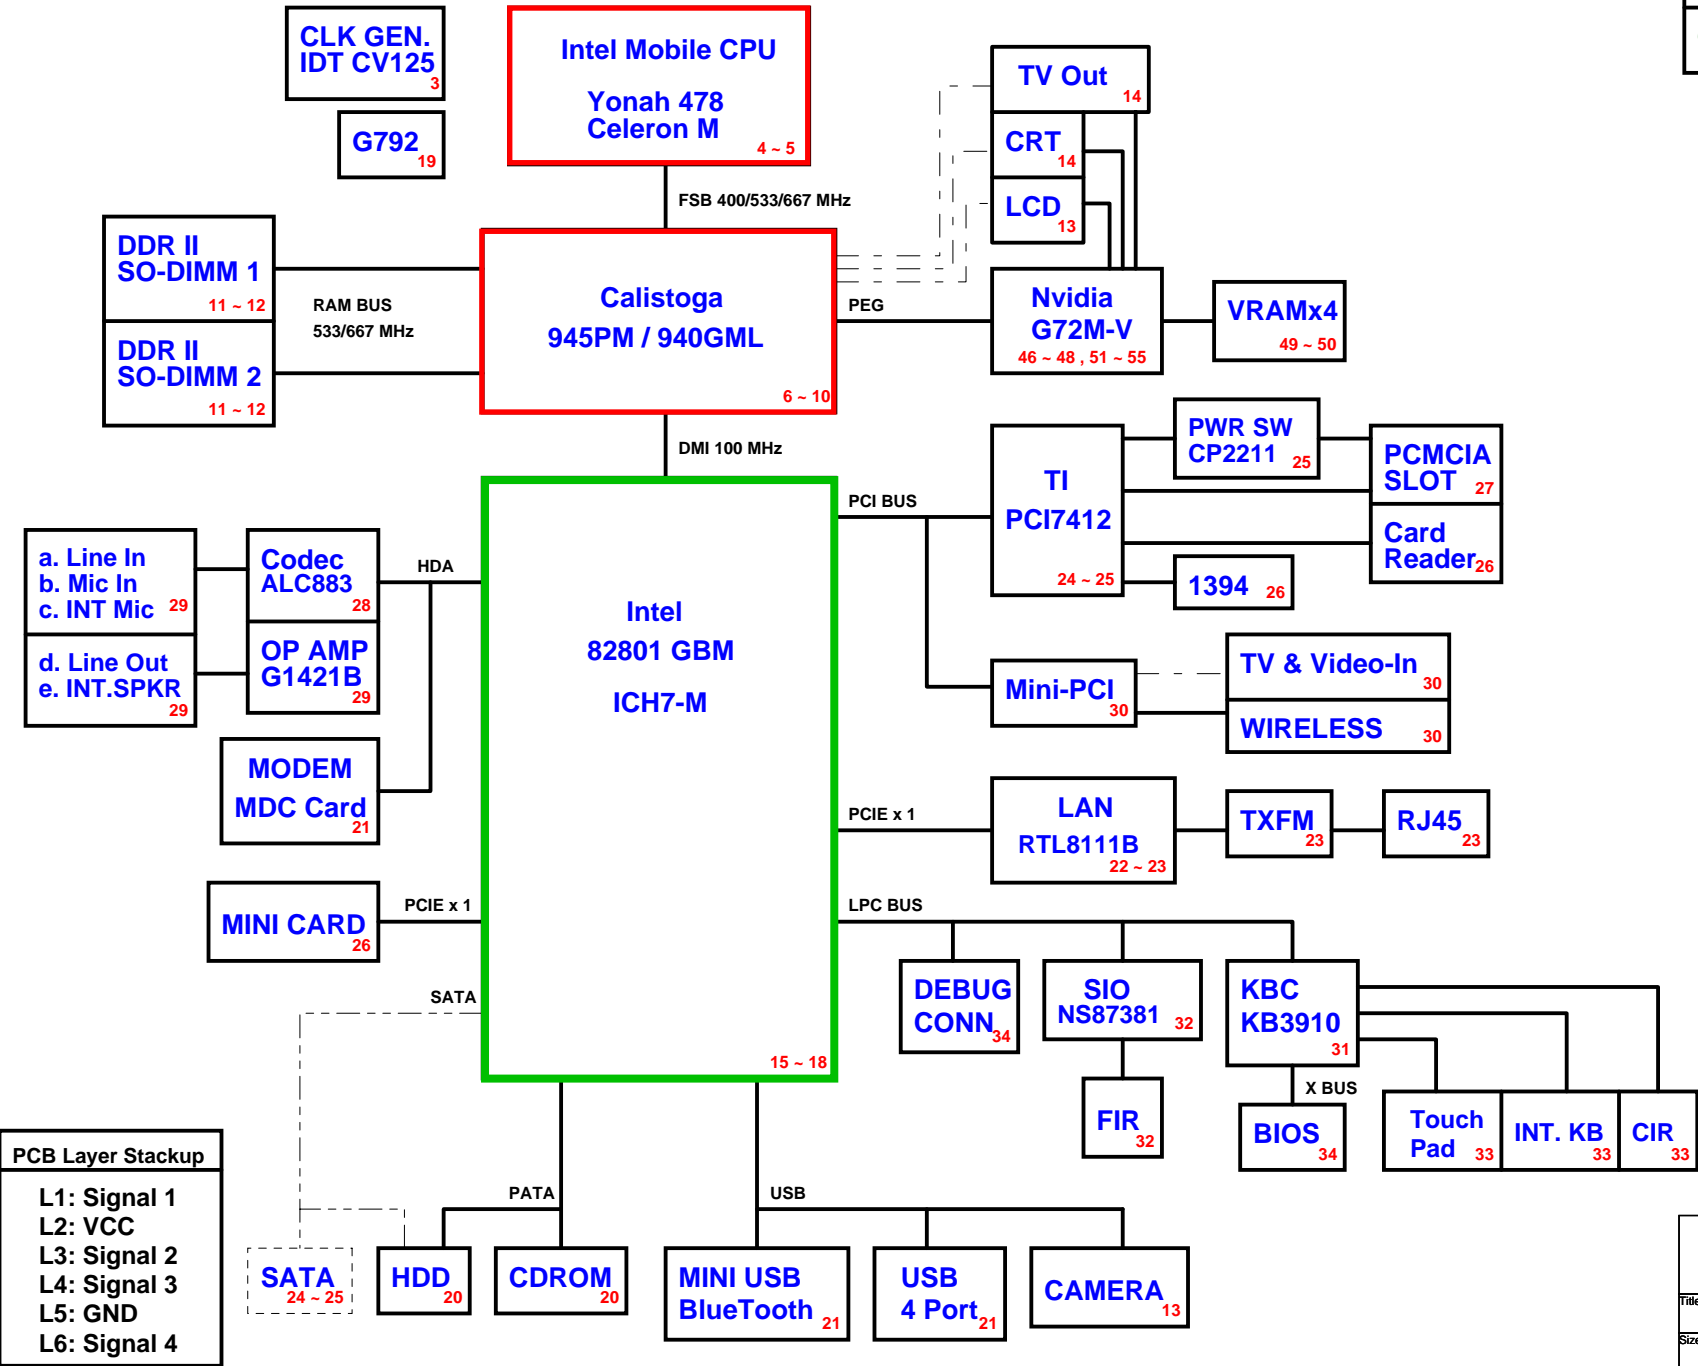 CLK GEN.
IDT CV125
3
G792
19
Intel Mobile CPU
Yonah 478
Celeron M
4 ~ 5
FSB 400/533/667 MHz
TV Out
14
CRT
14
LCD
13
DDR II
SO-DIMM 1
11 ~ 12
DDR II
SO-DIMM 2
11 ~ 12
RAM BUS
533/667 MHz
Calistoga
945PM / 940GML
6 ~ 10
PEG
Nvidia
G72M-V
46 ~ 48 , 51 ~ 55
VRAMx4
49 ~ 50
DMI 100 MHz
PCI BUS
TI
PCI7412
24 ~ 25
PWR SW
CP2211
25
PCMCIA
SLOT
27
Card
Reader
26
1394
26
a. Line In
b. Mic In
c. INT Mic
29
d. Line Out
e. INT.SPKR
29
Codec
ALC883
28
OP AMP
G1421B
29
HDA
Intel
82801 GBM
ICH7-M
15 ~ 18
Mini-PCI
30
TV & Video-In
30
WIRELESS
30
MODEM
MDC Card
21
PCIE x 1
LAN
RTL8111B
22 ~ 23
TXFM
23
RJ45
23
MINI CARD
26
PCIE x 1
LPC BUS
SATA
DEBUG
CONN
34
SIO
NS87381
32
KBC
KB3910
31
FIR
32
X BUS
BIOS
34
Touch
Pad
33
INT. KB
33
CIR
33
PCB Layer Stackup
L1: Signal 1
L2: VCC
L3: Signal 2
L4: Signal 3
L5: GND
L6: Signal 4
PATA
USB
SATA
24 ~ 25
HDD
20
CDROM
20
MINI USB
BlueTooth
21
USB
4 Port
21
CAMERA
13
Title
Size